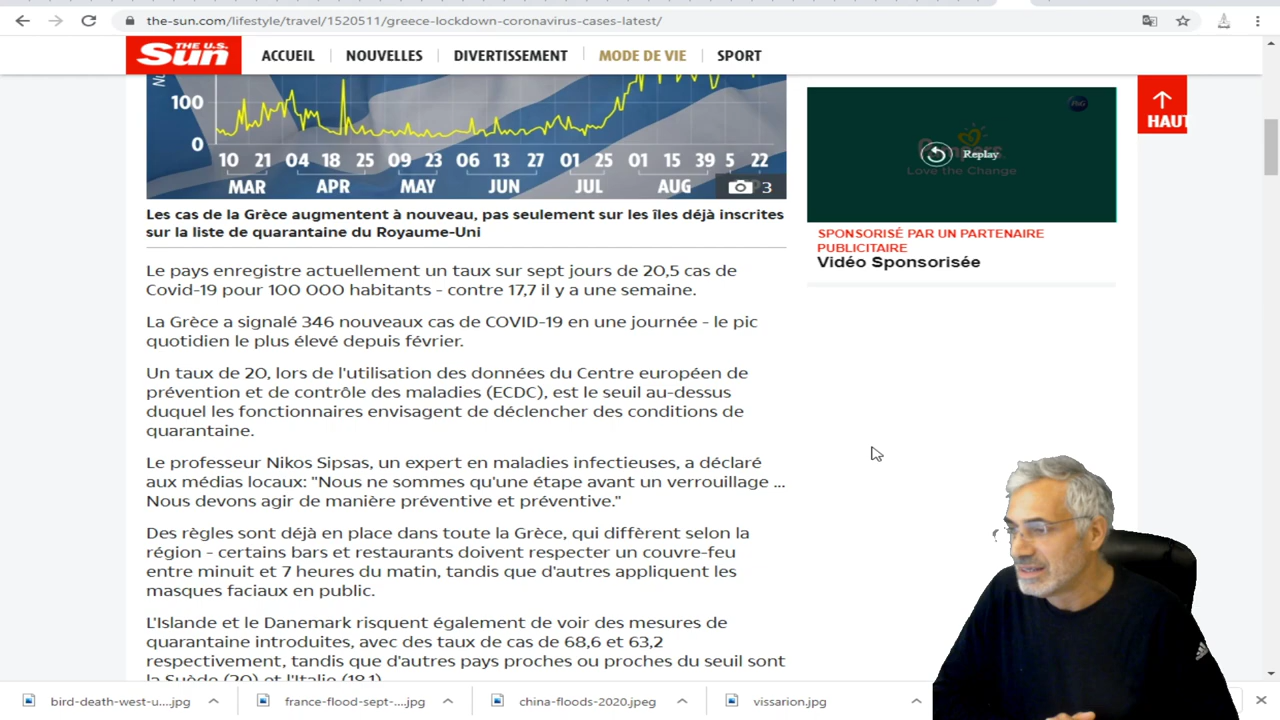 the-sun.com/lifestyle/travel/1520511/greece-lockdown-coronavirus-cases-latest/
THE U.S. Sun
ACCUEIL
NOUVELLES
DIVERTISSEMENT
MODE DE VIE
SPORT
100
0
10 21 04 18 25 09 23 06 13 27 01 25 01 15 39 5 22
MAR APR MAY JUN JUL AUG
3
HAUT
Replay
Love the Change
SPONSORISÉ PAR UN PARTENAIRE
PUBLICITAIRE
Vidéo Sponsorisée
Les cas de la Grèce augmentent à nouveau, pas seulement sur les îles déjà inscrites
sur la liste de quarantaine du Royaume-Uni
Le pays enregistre actuellement un taux sur sept jours de 20,5 cas de
Covid-19 pour 100 000 habitants - contre 17,7 il y a une semaine.
La Grèce a signalé 346 nouveaux cas de COVID-19 en une journée - le pic
quotidien le plus élevé depuis février.
Un taux de 20, lors de l'utilisation des données du Centre européen de
prévention et de contrôle des maladies (ECDC), est le seuil au-dessus
duquel les fonctionnaires envisagent de déclencher des conditions de
quarantaine.
Le professeur Nikos Sipsas, un expert en maladies infectieuses, a déclaré
aux médias locaux: "Nous ne sommes qu'une étape avant un verrouillage ...
Nous devons agir de manière préventive et préventive."
Des règles sont déjà en place dans toute la Grèce, qui diffèrent selon la
région - certains bars et restaurants doivent respecter un couvre-feu
entre minuit et 7 heures du matin, tandis que d'autres appliquent les
masques faciaux en public.
L'Islande et le Danemark risquent également de voir des mesures de
quarantaine introduites, avec des taux de cas de 68,6 et 63,2
respectivement, tandis que d'autres pays proches ou proches du seuil sont
la Suède (20) et l'Italie (18,1)
bird-death-west-u....jpg
france-flood-sept-....jpg
china-floods-2020.jpeg
vissarion.jpg